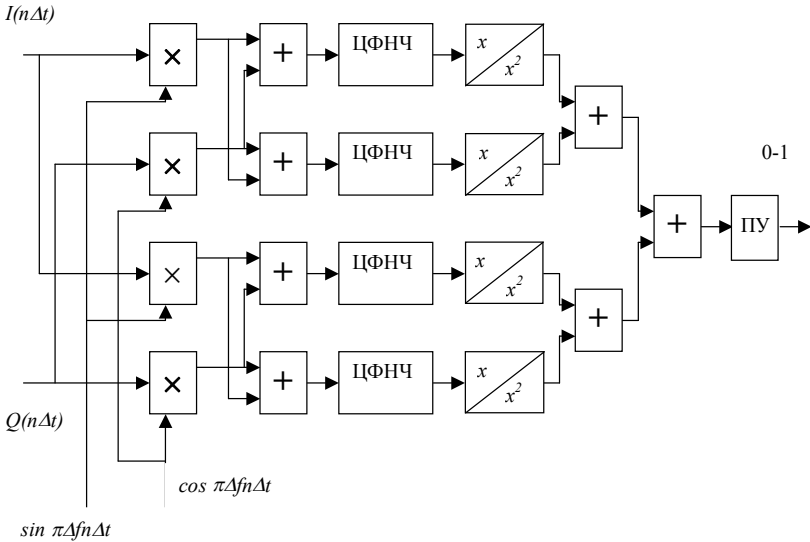 I(nΔt)
× + ЦФНЧ x x²
+
× + ЦФНЧ x x²
0-1
+ ПУ
× + ЦФНЧ x x²
+
× + ЦФНЧ x x²
Q(nΔt)
cos πΔfnΔt
sin πΔfnΔt